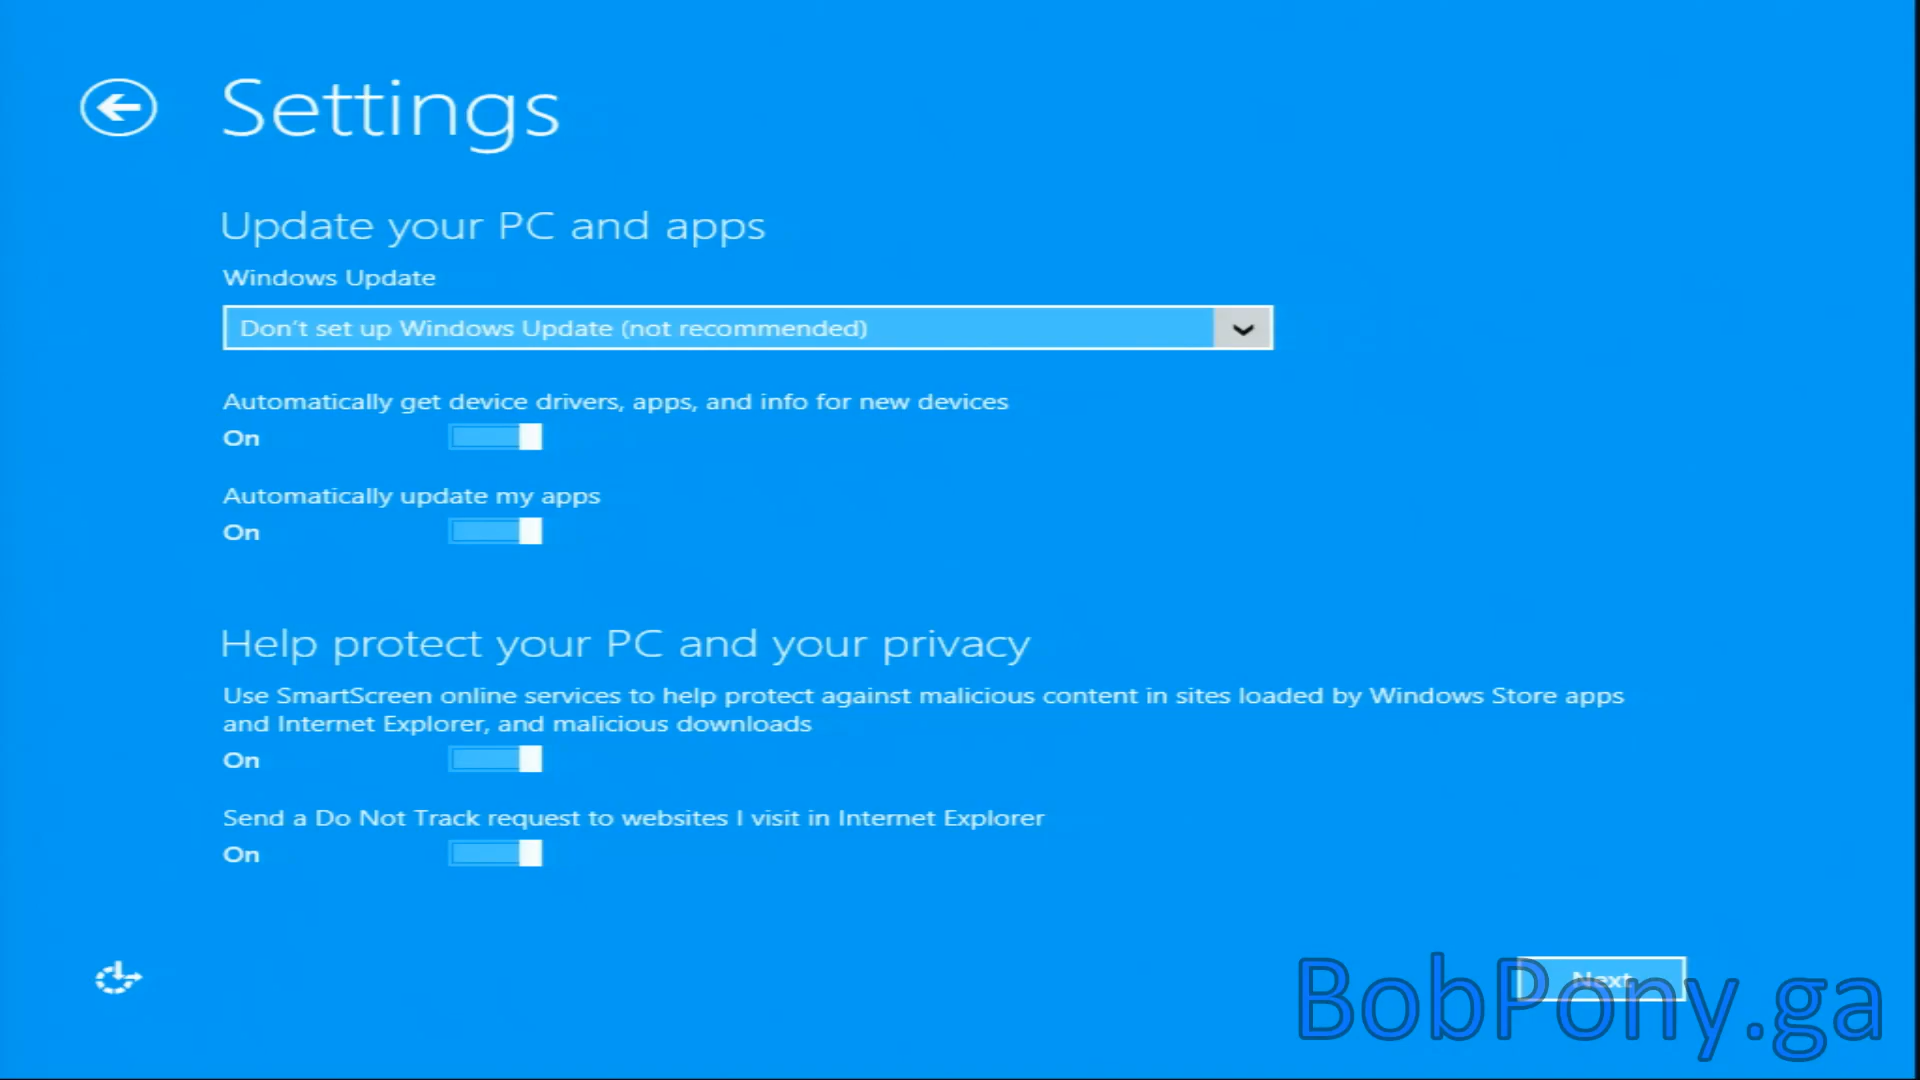 Settings
Update your PC and apps
Windows Update
Don't set up Windows Update (not recommended)
Automatically get device drivers, apps, and info for new devices
On
Automatically update my apps
On
Help protect your PC and your privacy
Use SmartScreen online services to help protect against malicious content in sites loaded by Windows Store apps
and Internet Explorer, and malicious downloads
On
Send a Do Not Track request to websites I visit in Internet Explorer
On
Next
BobPony.ga